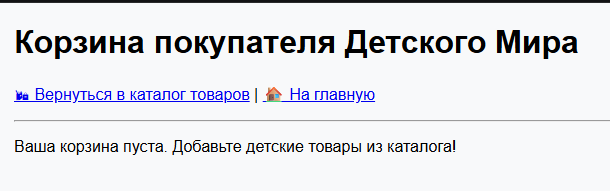 Корзина покупателя Детского Мира
Вернуться в каталог товаров | 🏠 На главную
Ваша корзина пуста. Добавьте детские товары из каталога!